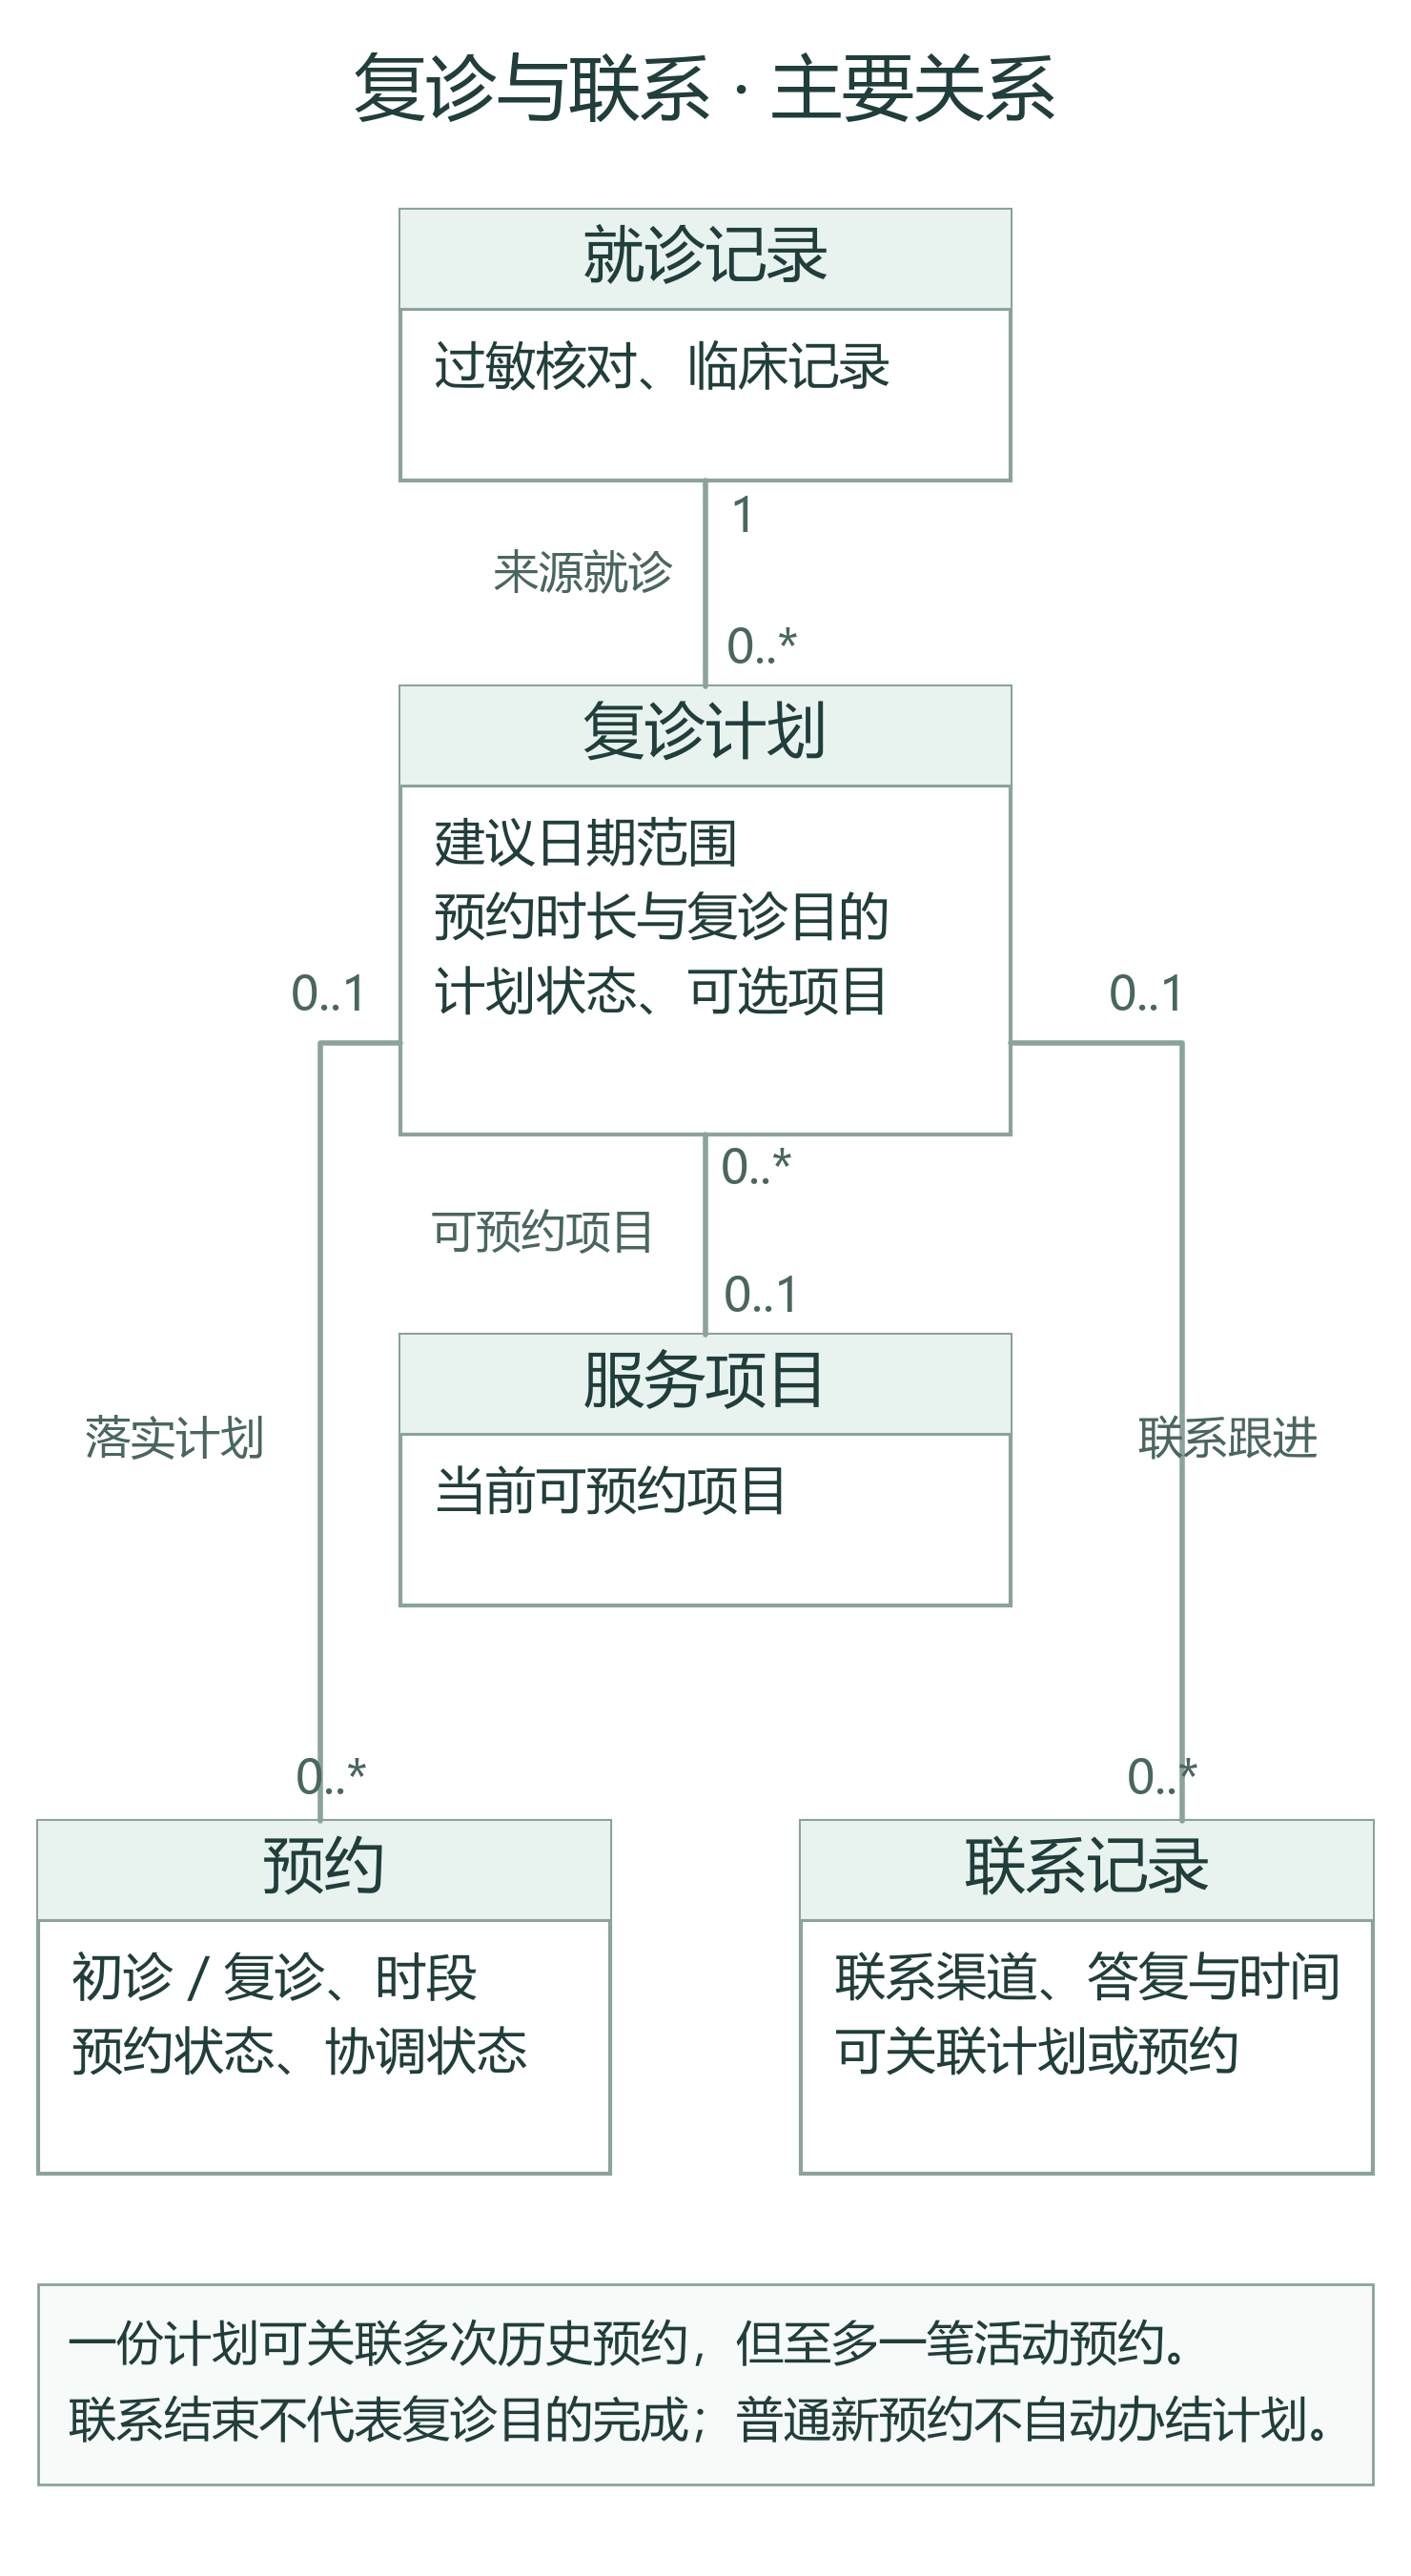 复诊与联系 · 主要关系
就诊记录
过敏核对、临床记录
1
来源就诊
0..*
复诊计划
建议日期范围
预约时长与复诊目的
计划状态、可选项目
0..1
0..1
0..*
可预约项目
0..1
服务项目
当前可预约项目
落实计划
联系跟进
0..*
0..*
预约
初诊 / 复诊、时段
预约状态、协调状态
联系记录
联系渠道、答复与时间
可关联计划或预约
一份计划可关联多次历史预约，但至多一笔活动预约。
联系结束不代表复诊目的完成；普通新预约不自动办结计划。